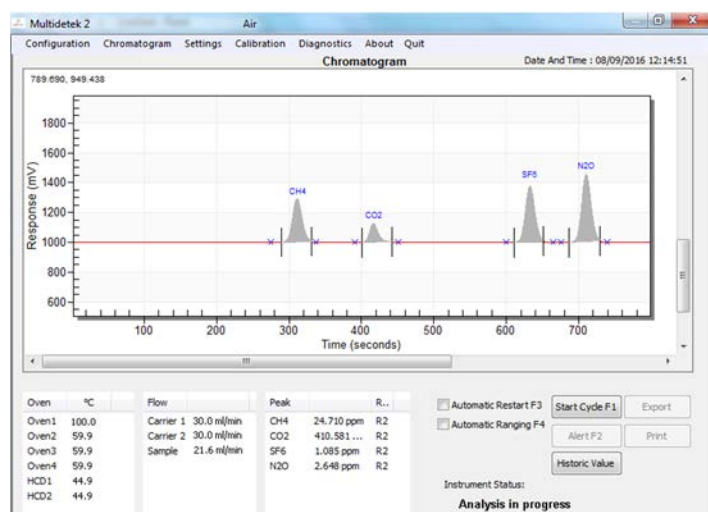 Multidetek 2 Air
Configuration Chromatogram Settings Calibration Diagnostics About Quit
Chromatogram Date And Time : 08/09/2016 12:14:51
789.690, 949.438
Response (mV)
1800
1600
1400
1200
1000
800
600
CH4
CO2
SF6
N2O
100 200 300 400 500 600 700
Time (seconds)
Oven °C
Oven1 100.0
Oven2 59.9
Oven3 59.9
Oven4 59.9
HCD1 44.9
HCD2 44.9
Flow
Carrier 1 30.0 ml/min
Carrier 2 30.0 ml/min
Sample 21.6 ml/min
Peak R..
CH4 24.710 ppm R2
CO2 410.581 ... R2
SF6 1.085 ppm R2
N2O 2.648 ppm R2
Automatic Restart F3
Automatic Ranging F4
Start Cycle F1 Export
Alert F2 Print
Historic Value
Instrument Status:
Analysis in progress